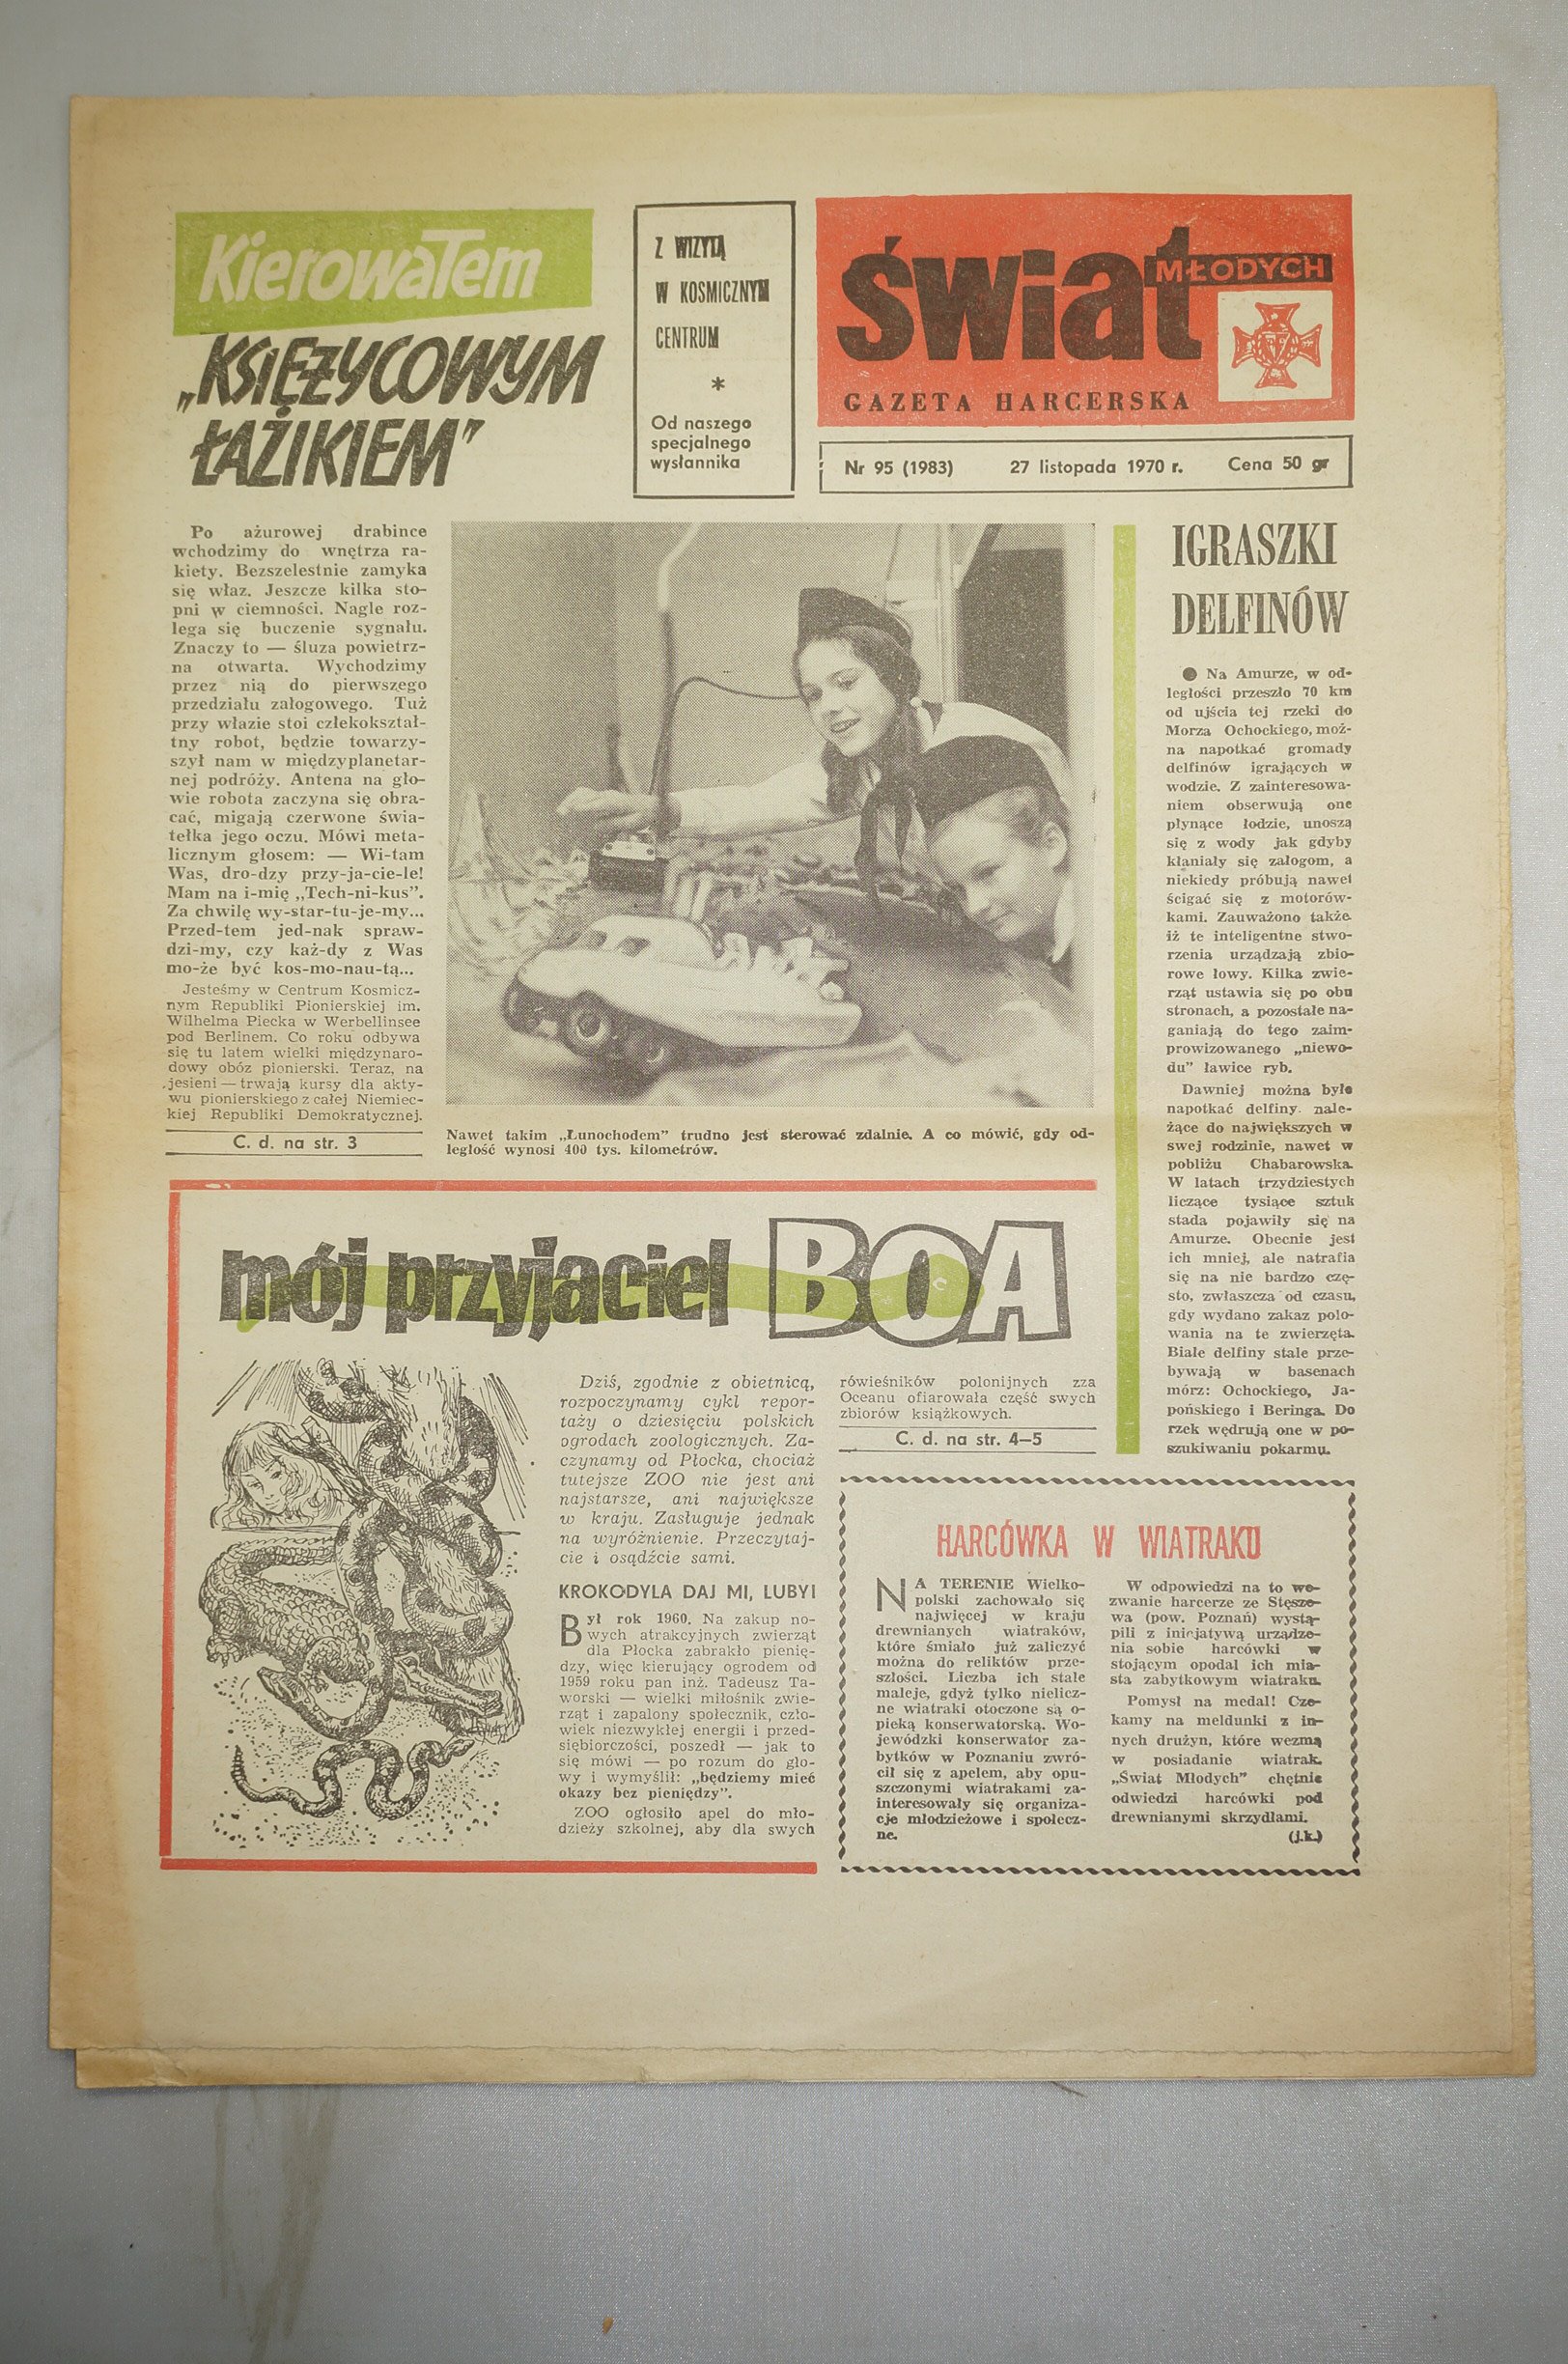 Kierowałem
„KSIĘŻYCOWYM
ŁAZIKIEM”
Z WIZYTĄ
W KOSMICZNYM
CENTRUM
*
Od naszego
specjalnego
wysłannika
świat
MŁODYCH
GAZETA HARCERSKA
Nr 95 (1983) 27 listopada 1970 r. Cena 50 gr
Po ażurowej drabince
wchodzimy do wnętrza ra-
kiety. Bezszelestnie zamyka
się właz. Jeszcze kilka sto-
pni w ciemności. Nagle roz-
lega się buczenie sygnału.
Znaczy to — śluza powietrz-
na otwarta. Wychodzimy
przez nią do pierwszego
przedziału załogowego. Tuż
przy włazie stoi człekokształ-
tny robot, będzie towarzy-
szył nam w międzyplanetar-
nej podróży. Antena na gło-
wie robota zaczyna się obra-
cać, migają czerwone świa-
tełka jego oczu. Mówi meta-
licznym głosem: — Wi-tam
Was, dro-dzy przy-ja-cie-le!
Mam na i-mię „Tech-ni-kus”.
Za chwilę wy-star-tu-je-my...
Przed-tem jed-nak spraw-
dzi-my, czy każ-dy z Was
mo-że być kos-mo-nau-tą...
Jesteśmy w Centrum Kosmicz-
nym Republiki Pionierskiej im.
Wilhelma Piecka w Werbellinsee
pod Berlinem. Co roku odbywa
się tu latem wielki międzynaro-
dowy obóz pionierski. Teraz, na
jesieni — trwają kursy dla akty-
wu pionierskiego z całej Niemiec-
kiej Republiki Demokratycznej.
C. d. na str. 3
Nawet takim „Łunochodem” trudno jest sterować zdalnie. A co mówić, gdy od-
ległość wynosi 400 tys. kilometrów.
IGRASZKI
DELFINÓW
● Na Amurze, w od-
ległości przeszło 70 km
od ujścia tej rzeki do
Morza Ochockiego, moż-
na napotkać gromady
delfinów igrających w
wodzie. Z zainteresowa-
niem obserwują one
płynące łodzie, unoszą
się z wody jak gdyby
kłaniały się załogom, a
niekiedy próbują nawet
ścigać się z motorów-
kami. Zauważono także,
iż te inteligentne stwo-
rzenia urządzają zbio-
rowe łowy. Kilka zwie-
rząt ustawia się po obu
stronach, a pozostałe na-
ganiają do tego zaim-
prowizowanego „niewo-
du” ławice ryb.
Dawniej można było
napotkać delfiny nale-
żące do największych w
swej rodzinie, nawet w
pobliżu Chabarowska.
W latach trzydziestych
liczące tysiące sztuk
stada pojawiły się na
Amurze. Obecnie jest
ich mniej, ale natrafia
się na nie bardzo czę-
sto, zwłaszcza od czasu,
gdy wydano zakaz polo-
wania na te zwierzęta.
Białe delfiny stale prze-
bywają w basenach
mórz: Ochockiego, Ja-
pońskiego i Beringa. Do
rzek wędrują one w po-
szukiwaniu pokarmu.
mój przyjaciel BOA
Dziś, zgodnie z obietnicą,
rozpoczynamy cykl repor-
taży o dziesięciu polskich
ogrodach zoologicznych. Za-
czynamy od Płocka, chociaż
tutejsze ZOO nie jest ani
najstarsze, ani największe
w kraju. Zasługuje jednak
na wyróżnienie. Przeczytaj-
cie i osądźcie sami.
KROKODYLA DAJ MI, LUBY!
Był rok 1960. Na zakup no-
wych atrakcyjnych zwierząt
dla Płocka zabrakło pienię-
dzy, więc kierujący ogrodem od
1959 roku pan inż. Tadeusz Ta-
worski — wielki miłośnik zwie-
rząt i zapalony społecznik, czło-
wiek niezwykłej energii i przed-
siębiorczości, poszedł — jak to
się mówi — po rozum do gło-
wy i wymyślił: „będziemy mieć
okazy bez pieniędzy”.
ZOO ogłosiło apel do mło-
dzieży szkolnej, aby dla swych
rówieśników polonijnych zza
Oceanu ofiarowała część swych
zbiorów książkowych.
C. d. na str. 4—5
HARCÓWKA W WIATRAKU
NA TERENIE Wielko-
polski zachowało się
najwięcej w kraju
drewnianych wiatraków,
które śmiało już zaliczyć
można do reliktów prze-
szłości. Liczba ich stale
maleje, gdyż tylko nielicz-
ne wiatraki otoczone są o-
pieką konserwatorską. Wo-
jewódzki konserwator za-
bytków w Poznaniu zwró-
cił się z apelem, aby opu-
szczonymi wiatrakami za-
interesowały się organiza-
cje młodzieżowe i społecz-
ne.
W odpowiedzi na to we-
zwanie harcerze ze Stęsze-
wa (pow. Poznań) wystą-
pili z inicjatywą urządze-
nia sobie harcówki w
stojącym opodal ich mia-
sta zabytkowym wiatraku.
Pomysł na medal! Cze-
kamy na meldunki z in-
nych drużyn, które wezmą
w posiadanie wiatrak.
„Świat Młodych” chętnie
odwiedzi harcówki pod
drewnianymi skrzydłami.
(j.k.)